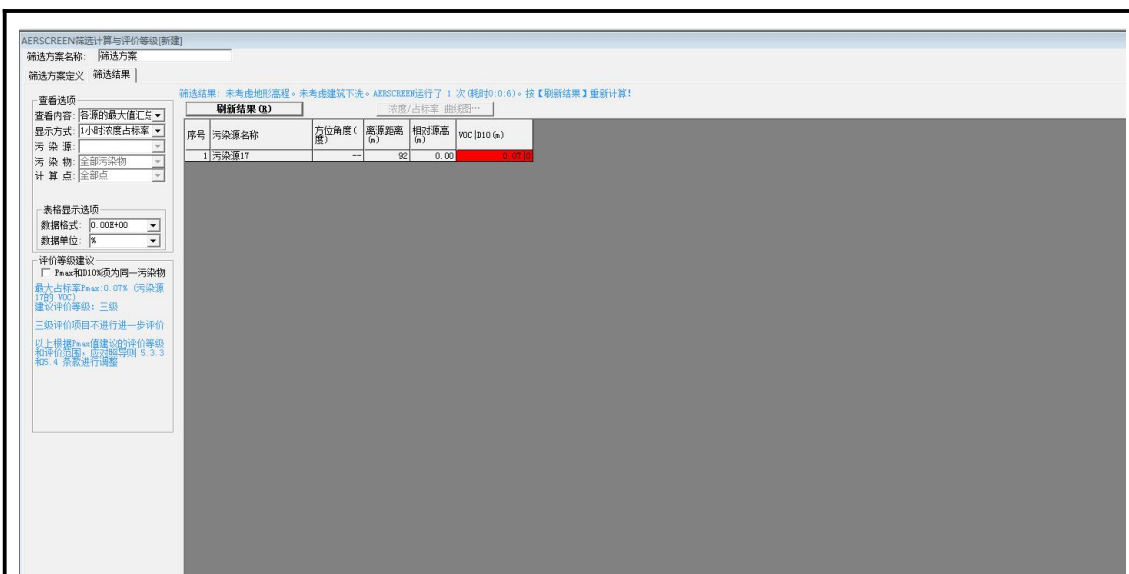 AERSCREEN筛选计算与评价等级[新建]
筛选方案名称: 筛选方案
筛选方案定义 筛选结果
筛选结果: 未考虑地形高程。未考虑建筑下洗。AERSCREEN运行了 1 次(耗时0:0:6)。按【刷新结果】重新计算!
查看选项
查看内容: 各源的最大值汇总
显示方式: 1小时浓度占标率
污 染 源:
污 染 物: 全部污染物
计 算 点: 全部点
表格显示选项
数据格式: 0.00E+00
数据单位: %
评价等级建议
Pmax和D10%须为同一污染物
最大占标率Pmax:0.07% (污染源
17的 VOC)
建议评价等级: 三级
三级评价项目不进行进一步评价
以上根据Pmax值建议的评价等级
和评价范围, 应对照导则 5.3.3
和5.4 条款进行调整
刷新结果(R)
浓度/占标率 曲线图…
序号 污染源名称 方位角度(度) 离源距离(m) 相对源高(m) VOC|D10(m)
1 污染源17 -- 92 0.00 0.07|0